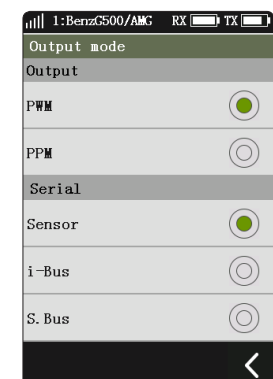 1:BenzG500/AMG RX TX
Output mode
Output
PWM
PPM
Serial
Sensor
i-Bus
S.Bus